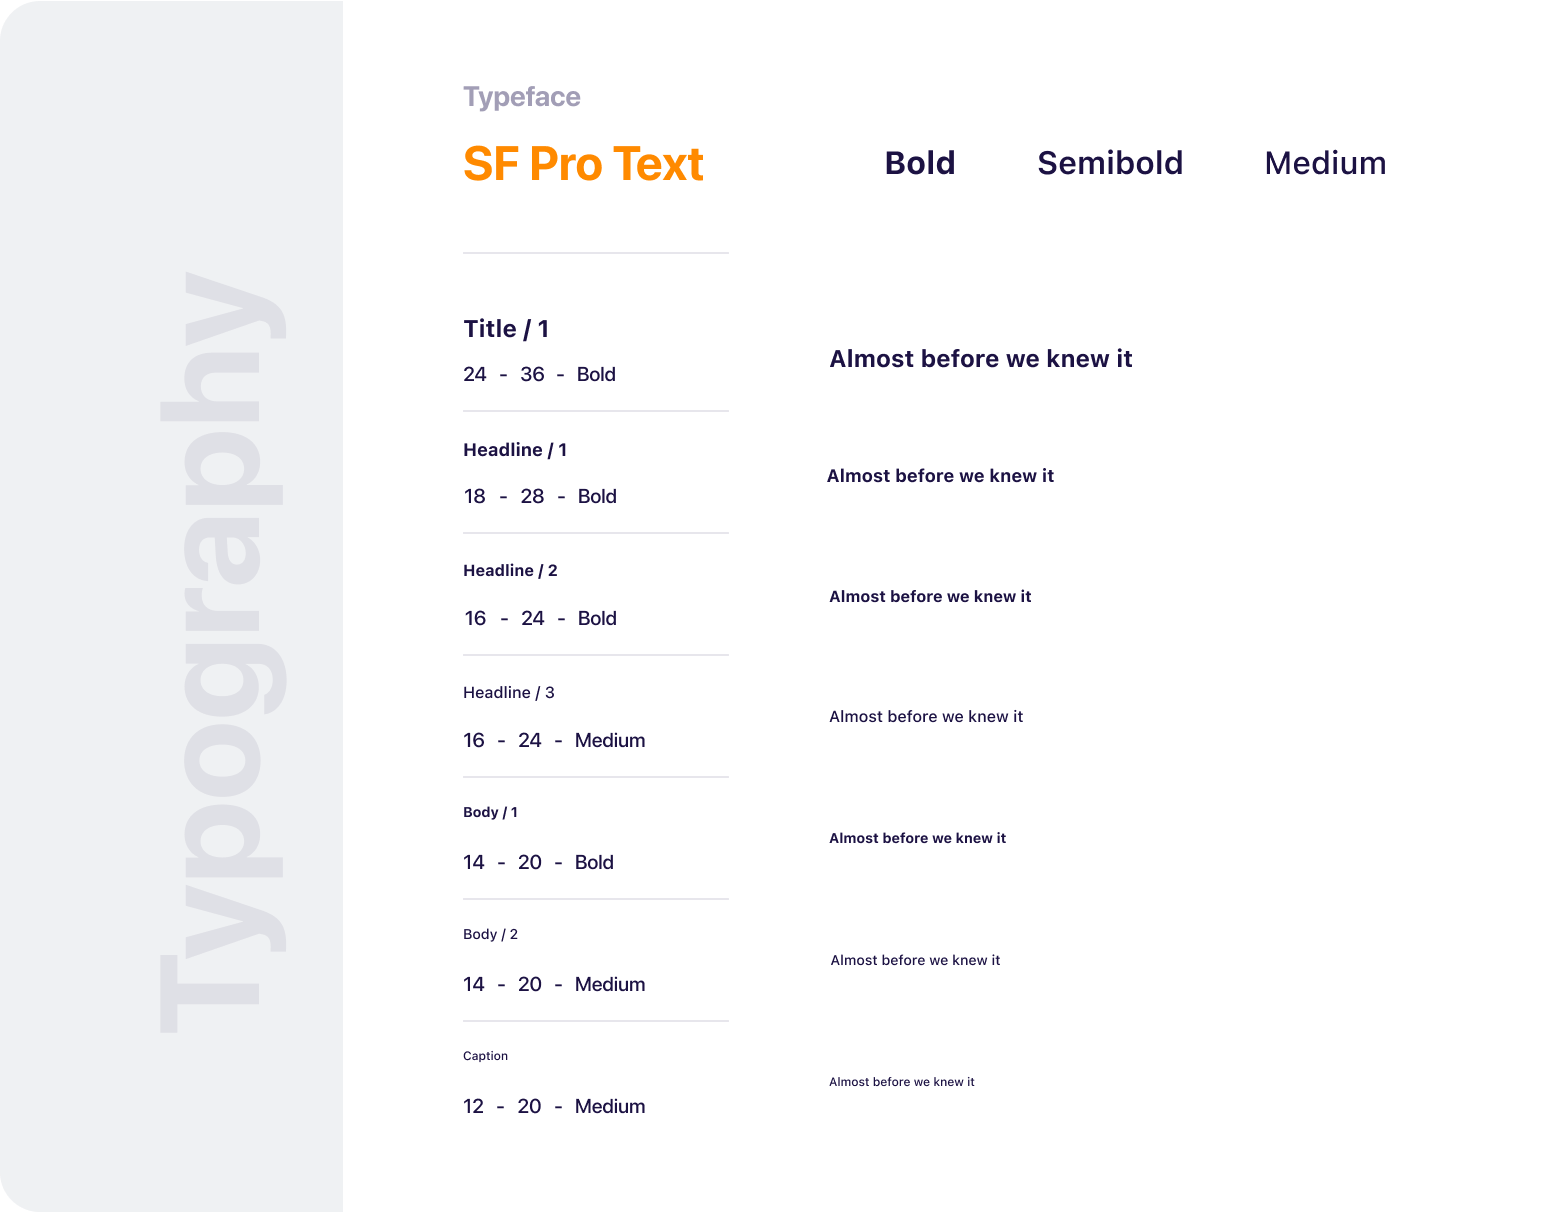 Typography
Typeface
SF Pro Text
Bold Semibold Medium
Title / 1
24 - 36 - Bold
Almost before we knew it
Headline / 1
18 - 28 - Bold
Almost before we knew it
Headline / 2
16 - 24 - Bold
Almost before we knew it
Headline / 3
16 - 24 - Medium
Almost before we knew it
Body / 1
14 - 20 - Bold
Almost before we knew it
Body / 2
14 - 20 - Medium
Almost before we knew it
Caption
12 - 20 - Medium
Almost before we knew it